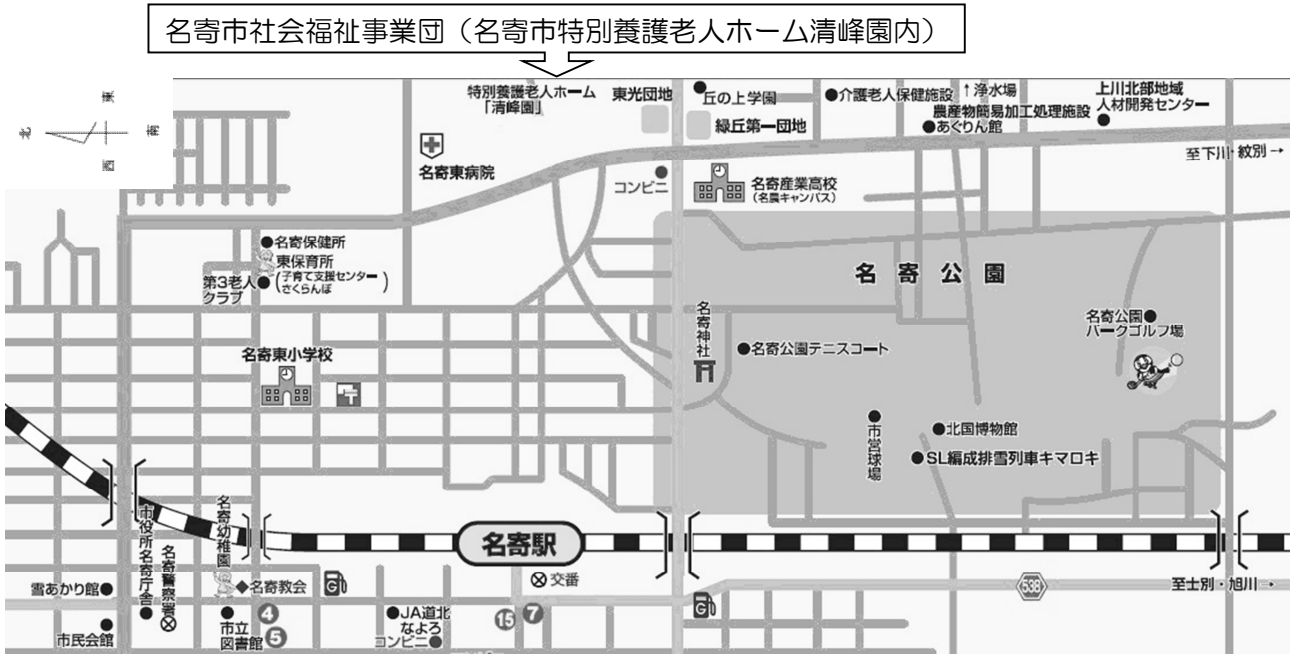 名寄市社会福祉事業団（名寄市特別養護老人ホーム清峰園内）
東
北
南
西
特別養護老人ホーム
「清峰園」
東光団地
丘の上学園
緑丘第一団地
介護老人保健施設
↑浄水場
農産物簡易加工処理施設
あぐりん館
上川北部地域
人材開発センター
至下川・紋別→
名寄東病院
コンビニ
名寄産業高校
（名農キャンパス）
名寄保健所
東保育所
（子育て支援センター
さくらんぼ）
第3老人
クラブ
名寄公園
名寄神社
名寄公園テニスコート
名寄公園
パークゴルフ場
名寄東小学校
市営球場
北国博物館
SL編成排雪列車キマロキ
名寄駅
市役所名寄庁舎
名寄警察署
名寄幼稚園
雪あかり館
市民会館
名寄教会
市立
図書館
4
5
G
JA道北
なよろ
コンビニ
15
7
交番
G
538
至士別・旭川→